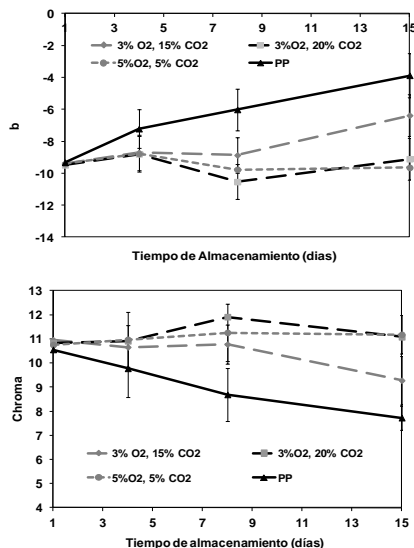 1 3 5 7 9 11 13 15
0
-2
-4
-6
-8
-10
-12
-14
b
3% O2, 15% CO2 3%O2, 20% CO2
5%O2, 5% CO2 PP
Tiempo de Almacenamiento (días)
13
12
11
10
9
8
7
6
5
4
Chroma
3% O2, 15% CO2 3%O2, 20% CO2
5%O2, 5% CO2 PP
1 3 5 7 9 11 13 15
Tiempo de almacenamiento (días)